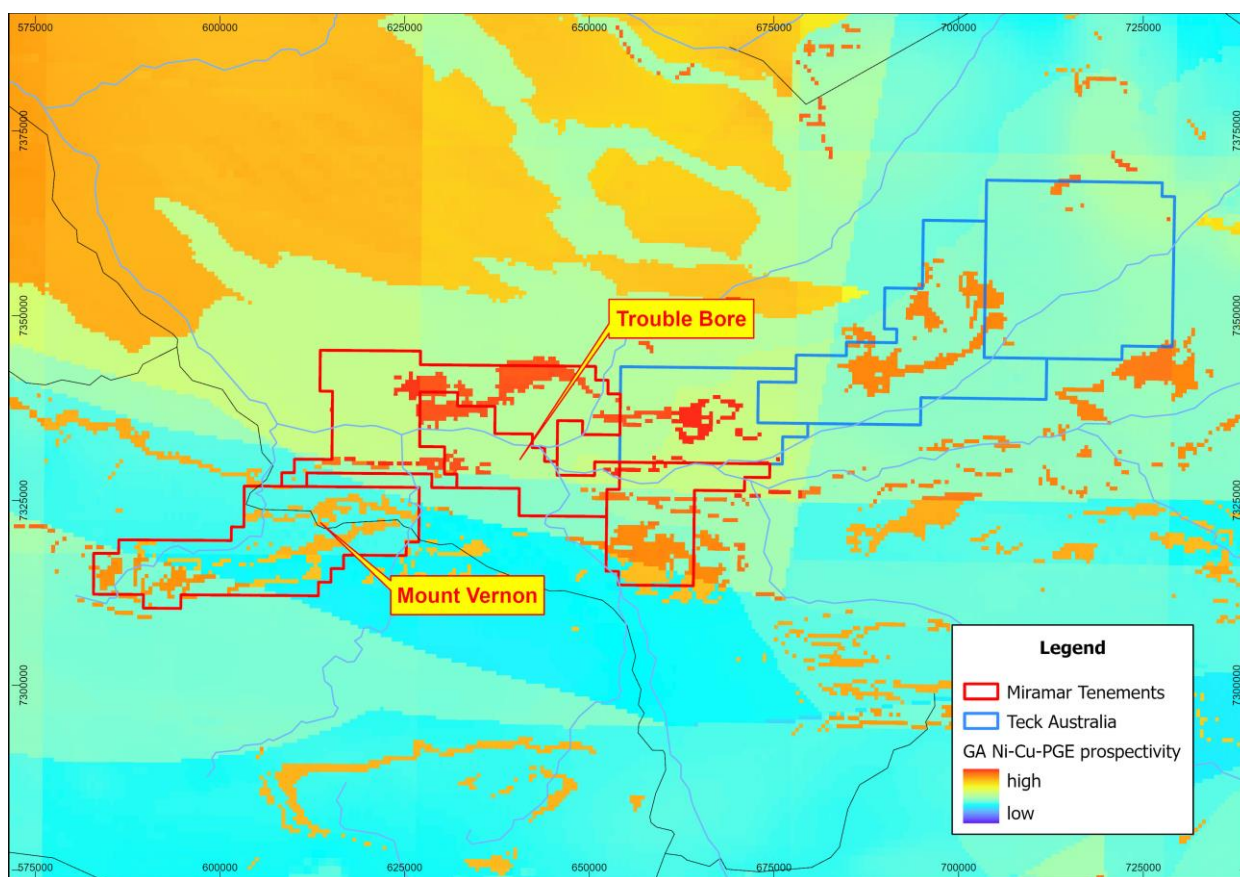 575000 600000 625000 650000 675000 700000 725000
7375000 7375000
7350000 7350000
Trouble Bore
7325000 7325000
Mount Vernon
Legend
Miramar Tenements
Teck Australia
GA Ni-Cu-PGE prospectivity
high
low
7300000 7300000
575000 600000 625000 650000 675000 700000 725000